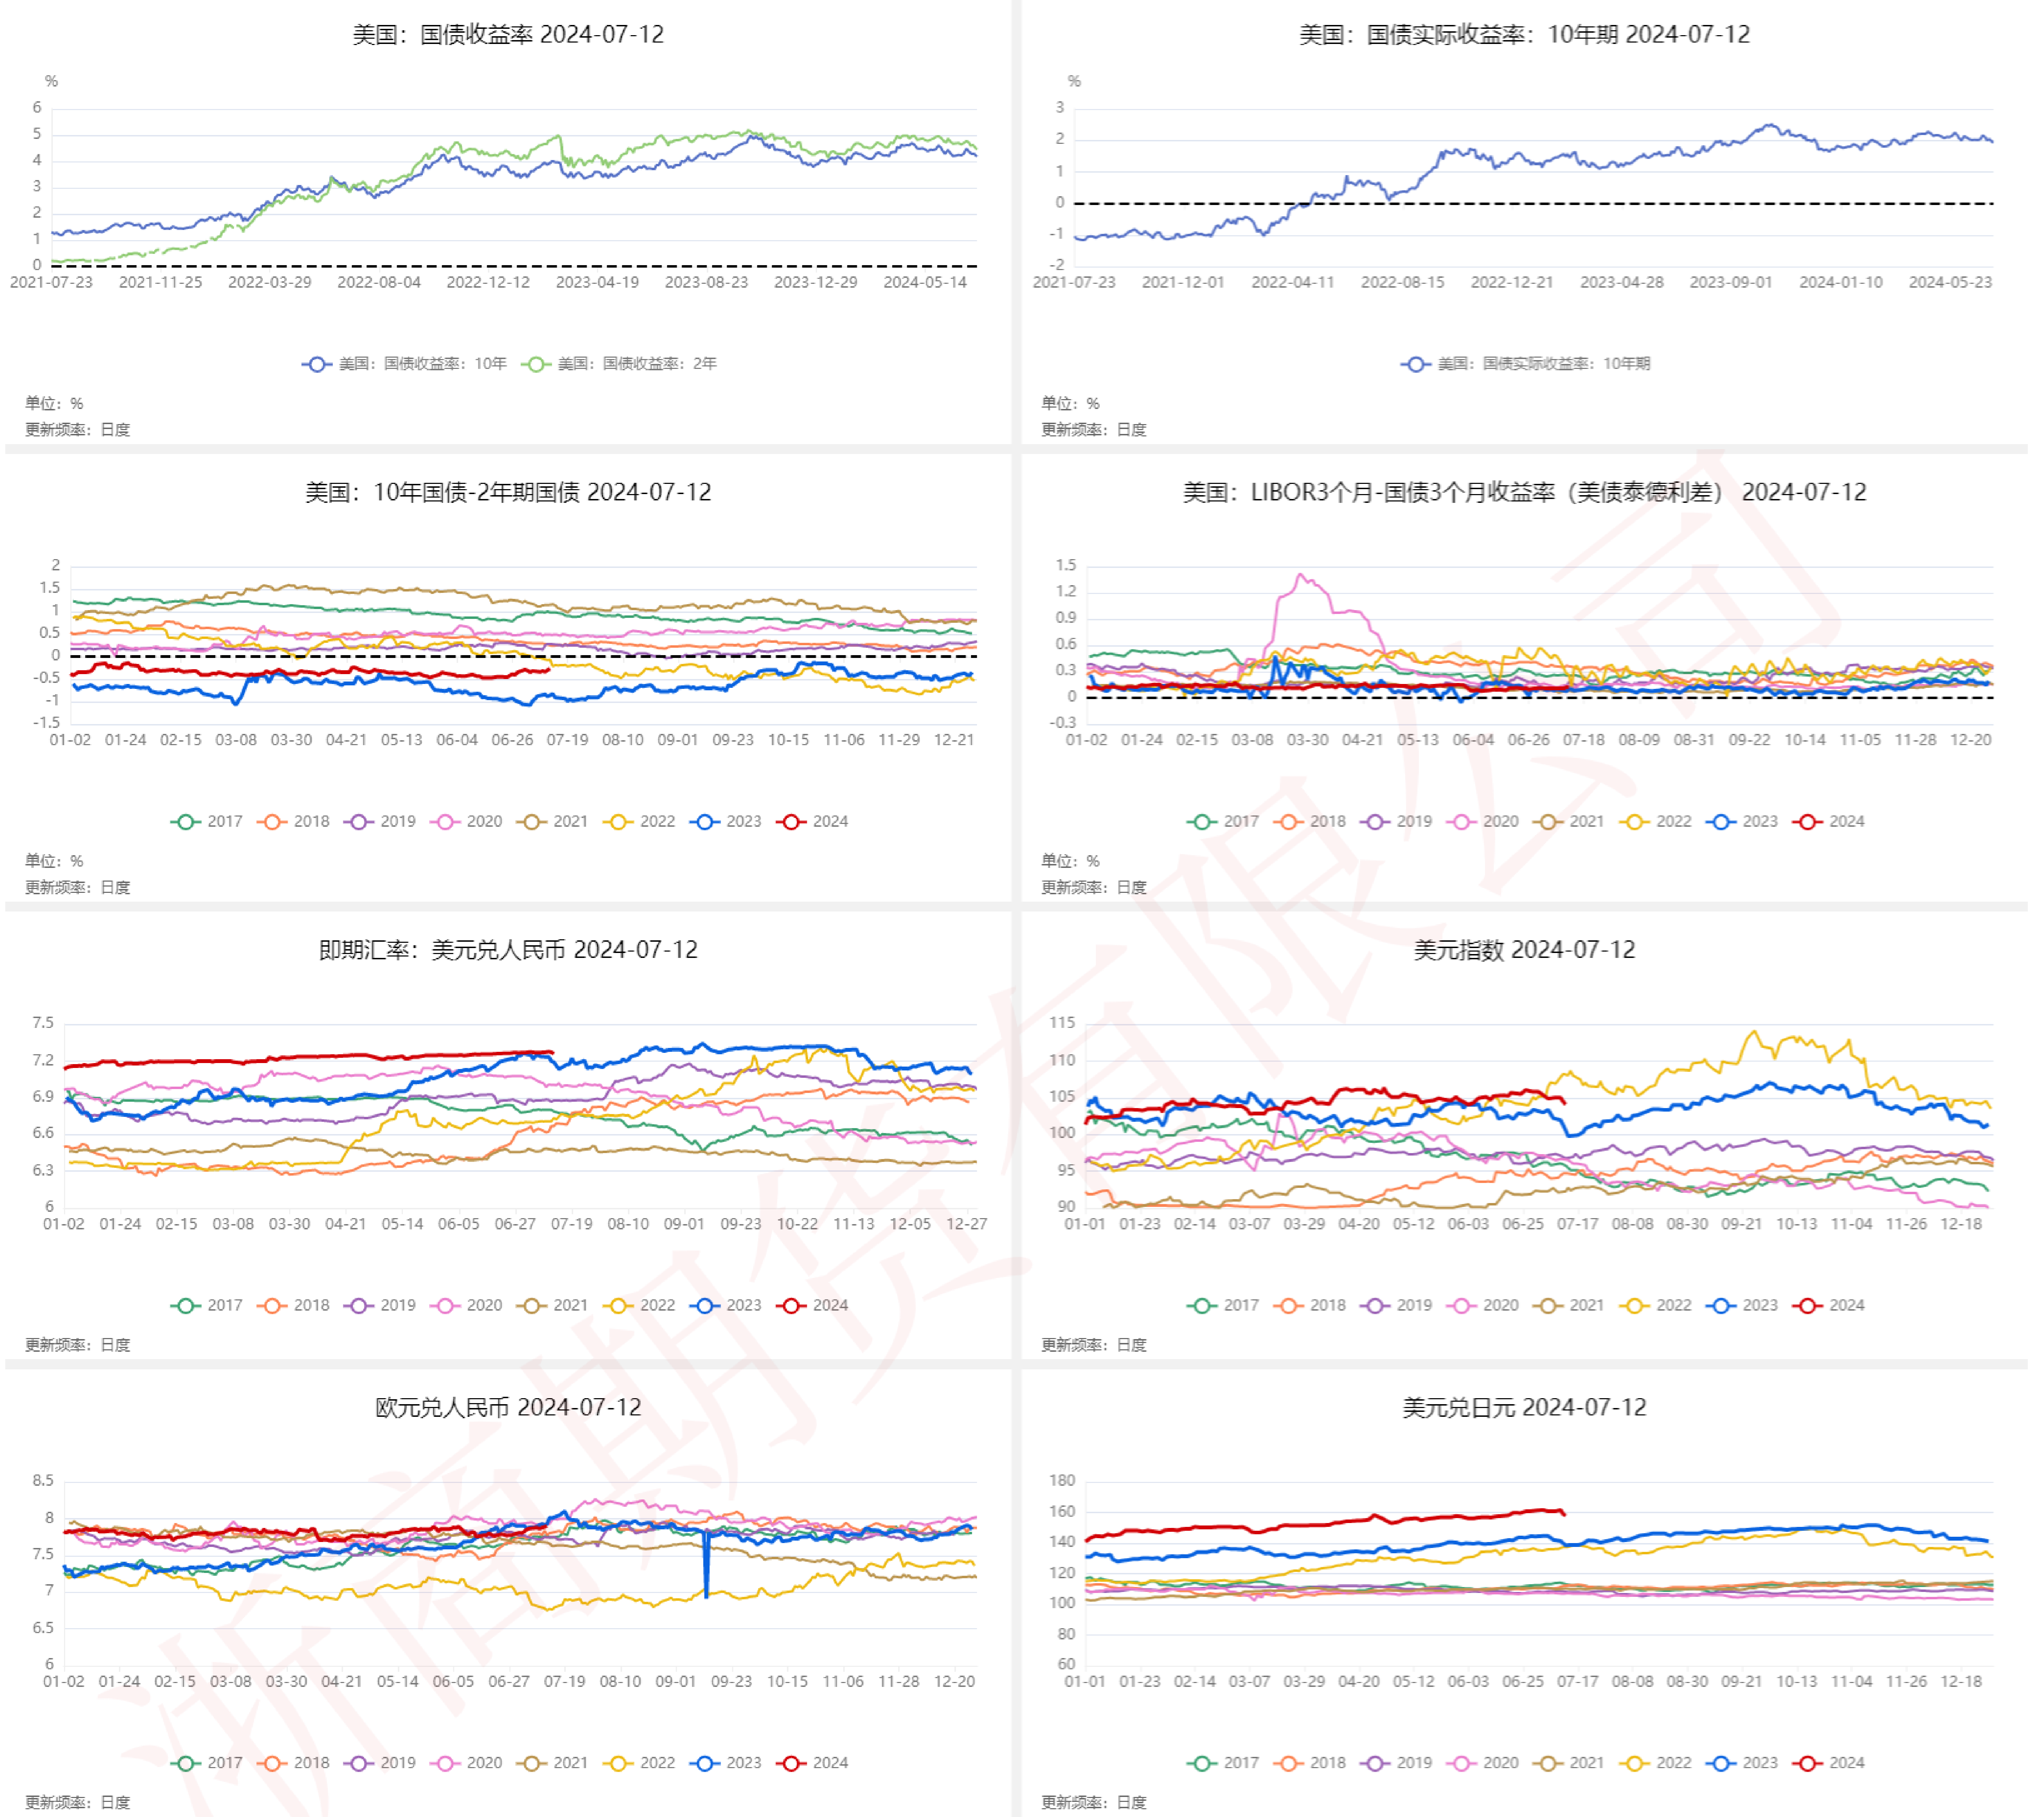 美国：国债收益率 2024-07-12
%
6
5
4
3
2
1
0
2021-07-23 2021-11-25 2022-03-29 2022-08-04 2022-12-12 2023-04-19 2023-08-23 2023-12-29 2024-05-14
美国：国债收益率：10年 美国：国债收益率：2年
单位：%
更新频率：日度
美国：国债实际收益率：10年期 2024-07-12
%
3
2
1
0
-1
-2
2021-07-23 2021-12-01 2022-04-11 2022-08-15 2022-12-21 2023-04-28 2023-09-01 2024-01-10 2024-05-23
美国：国债实际收益率：10年期
单位：%
更新频率：日度
美国：10年国债-2年期国债 2024-07-12
2
1.5
1
0.5
0
-0.5
-1
-1.5
01-02 01-24 02-15 03-08 03-30 04-21 05-13 06-04 06-26 07-19 08-10 09-01 09-23 10-15 11-06 11-29 12-21
2017 2018 2019 2020 2021 2022 2023 2024
单位：%
更新频率：日度
美国：LIBOR3个月-国债3个月收益率（美债泰德利差） 2024-07-12
1.5
1.2
0.9
0.6
0.3
0
-0.3
01-02 01-24 02-15 03-08 03-30 04-21 05-13 06-04 06-26 07-18 08-09 08-31 09-22 10-14 11-05 11-28 12-20
2017 2018 2019 2020 2021 2022 2023 2024
单位：%
更新频率：日度
即期汇率：美元兑人民币 2024-07-12
7.5
7.2
6.9
6.6
6.3
6
01-02 01-24 02-15 03-08 03-30 04-21 05-14 06-05 06-27 07-19 08-10 09-01 09-23 10-22 11-13 12-05 12-27
2017 2018 2019 2020 2021 2022 2023 2024
更新频率：日度
美元指数 2024-07-12
115
110
105
100
95
90
01-01 01-23 02-14 03-07 03-29 04-20 05-12 06-03 06-25 07-17 08-08 08-30 09-21 10-13 11-04 11-26 12-18
2017 2018 2019 2020 2021 2022 2023 2024
更新频率：日度
欧元兑人民币 2024-07-12
8.5
8
7.5
7
6.5
6
01-02 01-24 02-15 03-08 03-30 04-21 05-14 06-05 06-27 07-19 08-10 09-01 09-23 10-15 11-06 11-28 12-20
2017 2018 2019 2020 2021 2022 2023 2024
更新频率：日度
美元兑日元 2024-07-12
180
160
140
120
100
80
60
01-01 01-23 02-14 03-07 03-29 04-20 05-12 06-03 06-25 07-17 08-08 08-30 09-21 10-13 11-04 11-26 12-18
2017 2018 2019 2020 2021 2022 2023 2024
更新频率：日度
浙商期货有限公司